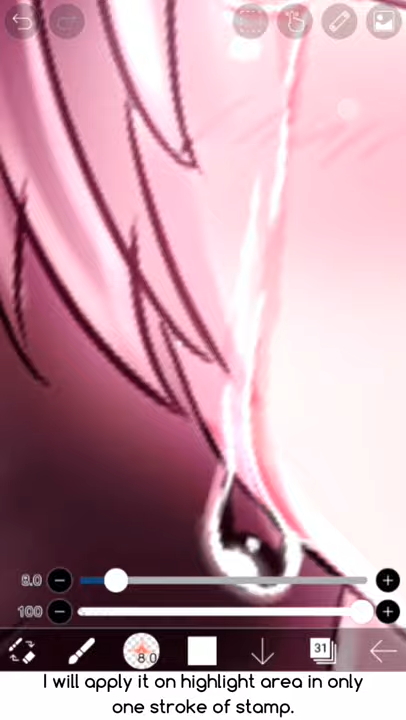 8.0
100
8.0
31
I will apply it on highlight area in only
one stroke of stamp.